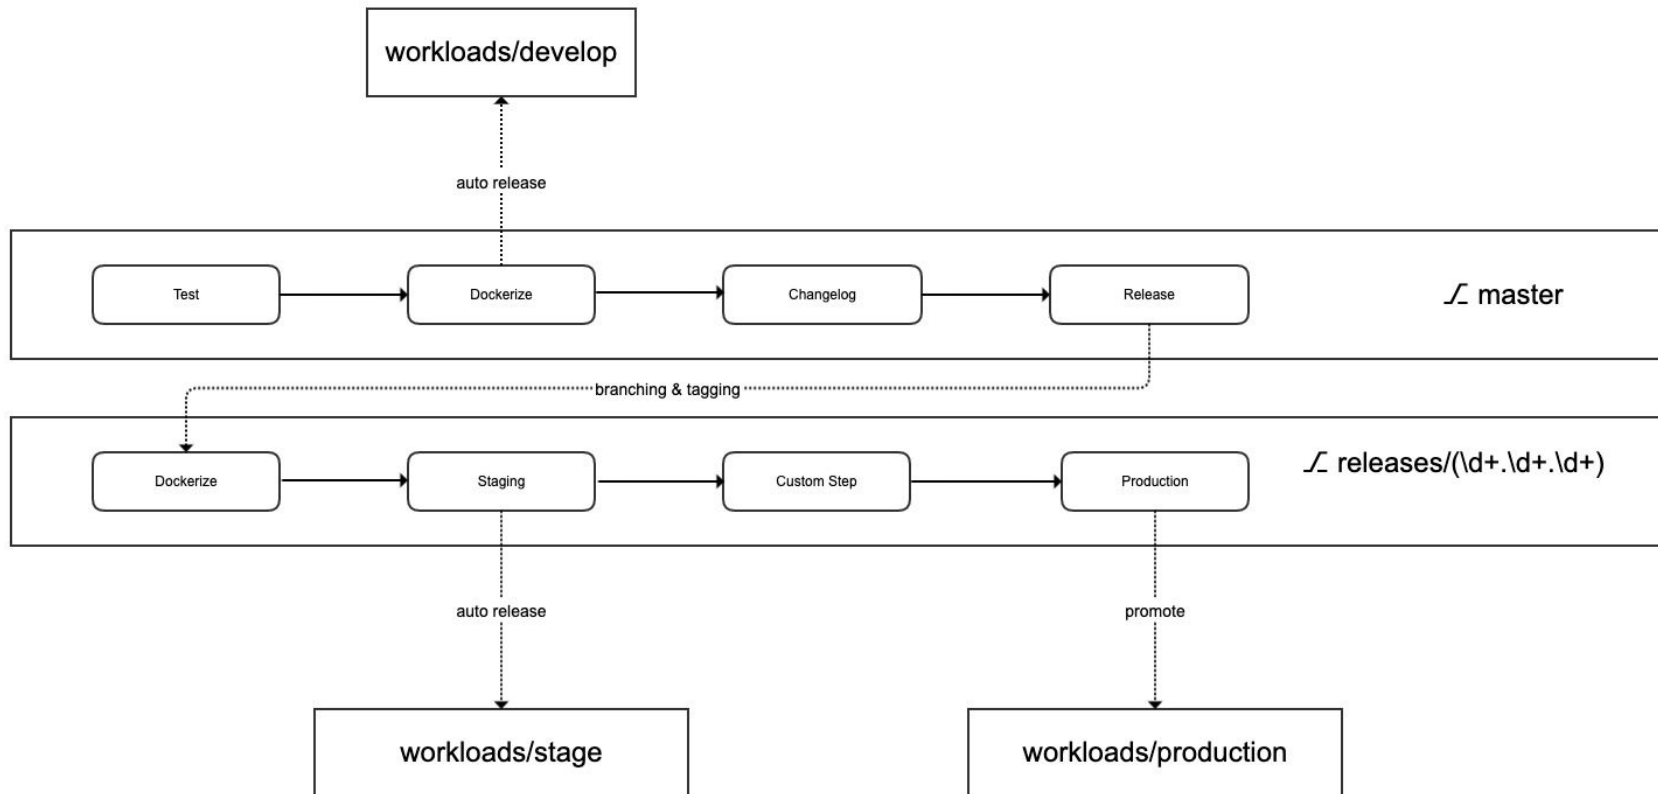 workloads/develop
auto release
Test
Dockerize
Changelog
Release
master
branching & tagging
Dockerize
Staging
Custom Step
Production
releases/(\d+.\d+.\d+)
auto release
promote
workloads/stage
workloads/production